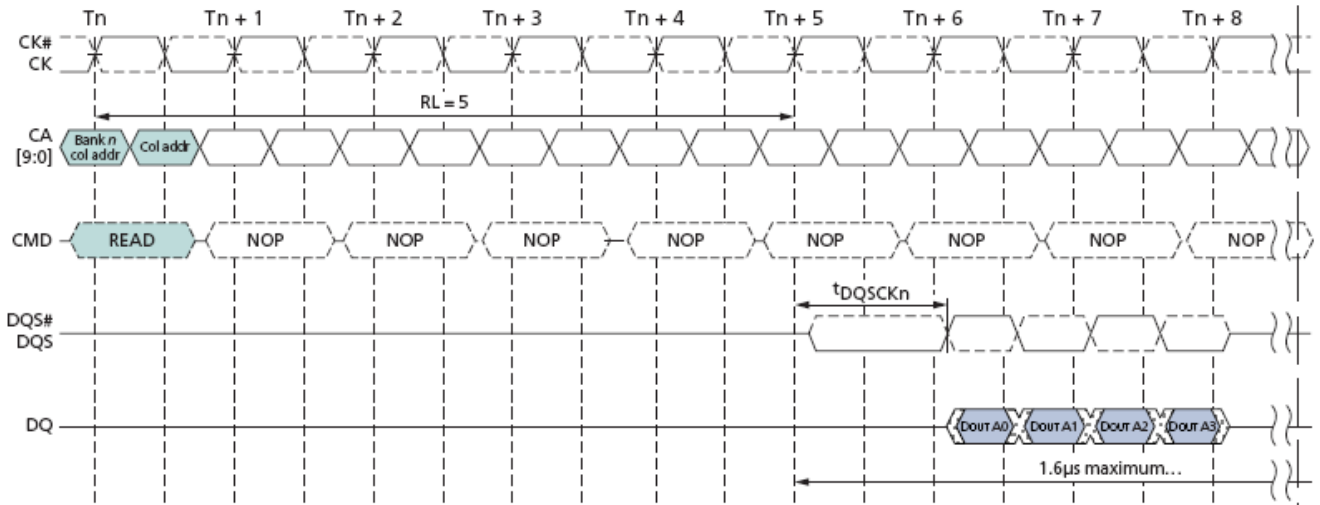 Tn Tn + 1 Tn + 2 Tn + 3 Tn + 4 Tn + 5 Tn + 6 Tn + 7 Tn + 8
CK#
CK
RL = 5
CA
[9:0]
Bank n
col addr
Col addr
CMD READ NOP NOP NOP NOP NOP NOP NOP NOP
tDQSCKn
DQS#
DQS
DQ DOUT A0 DOUT A1 DOUT A2 DOUT A3
1.6µs maximum...